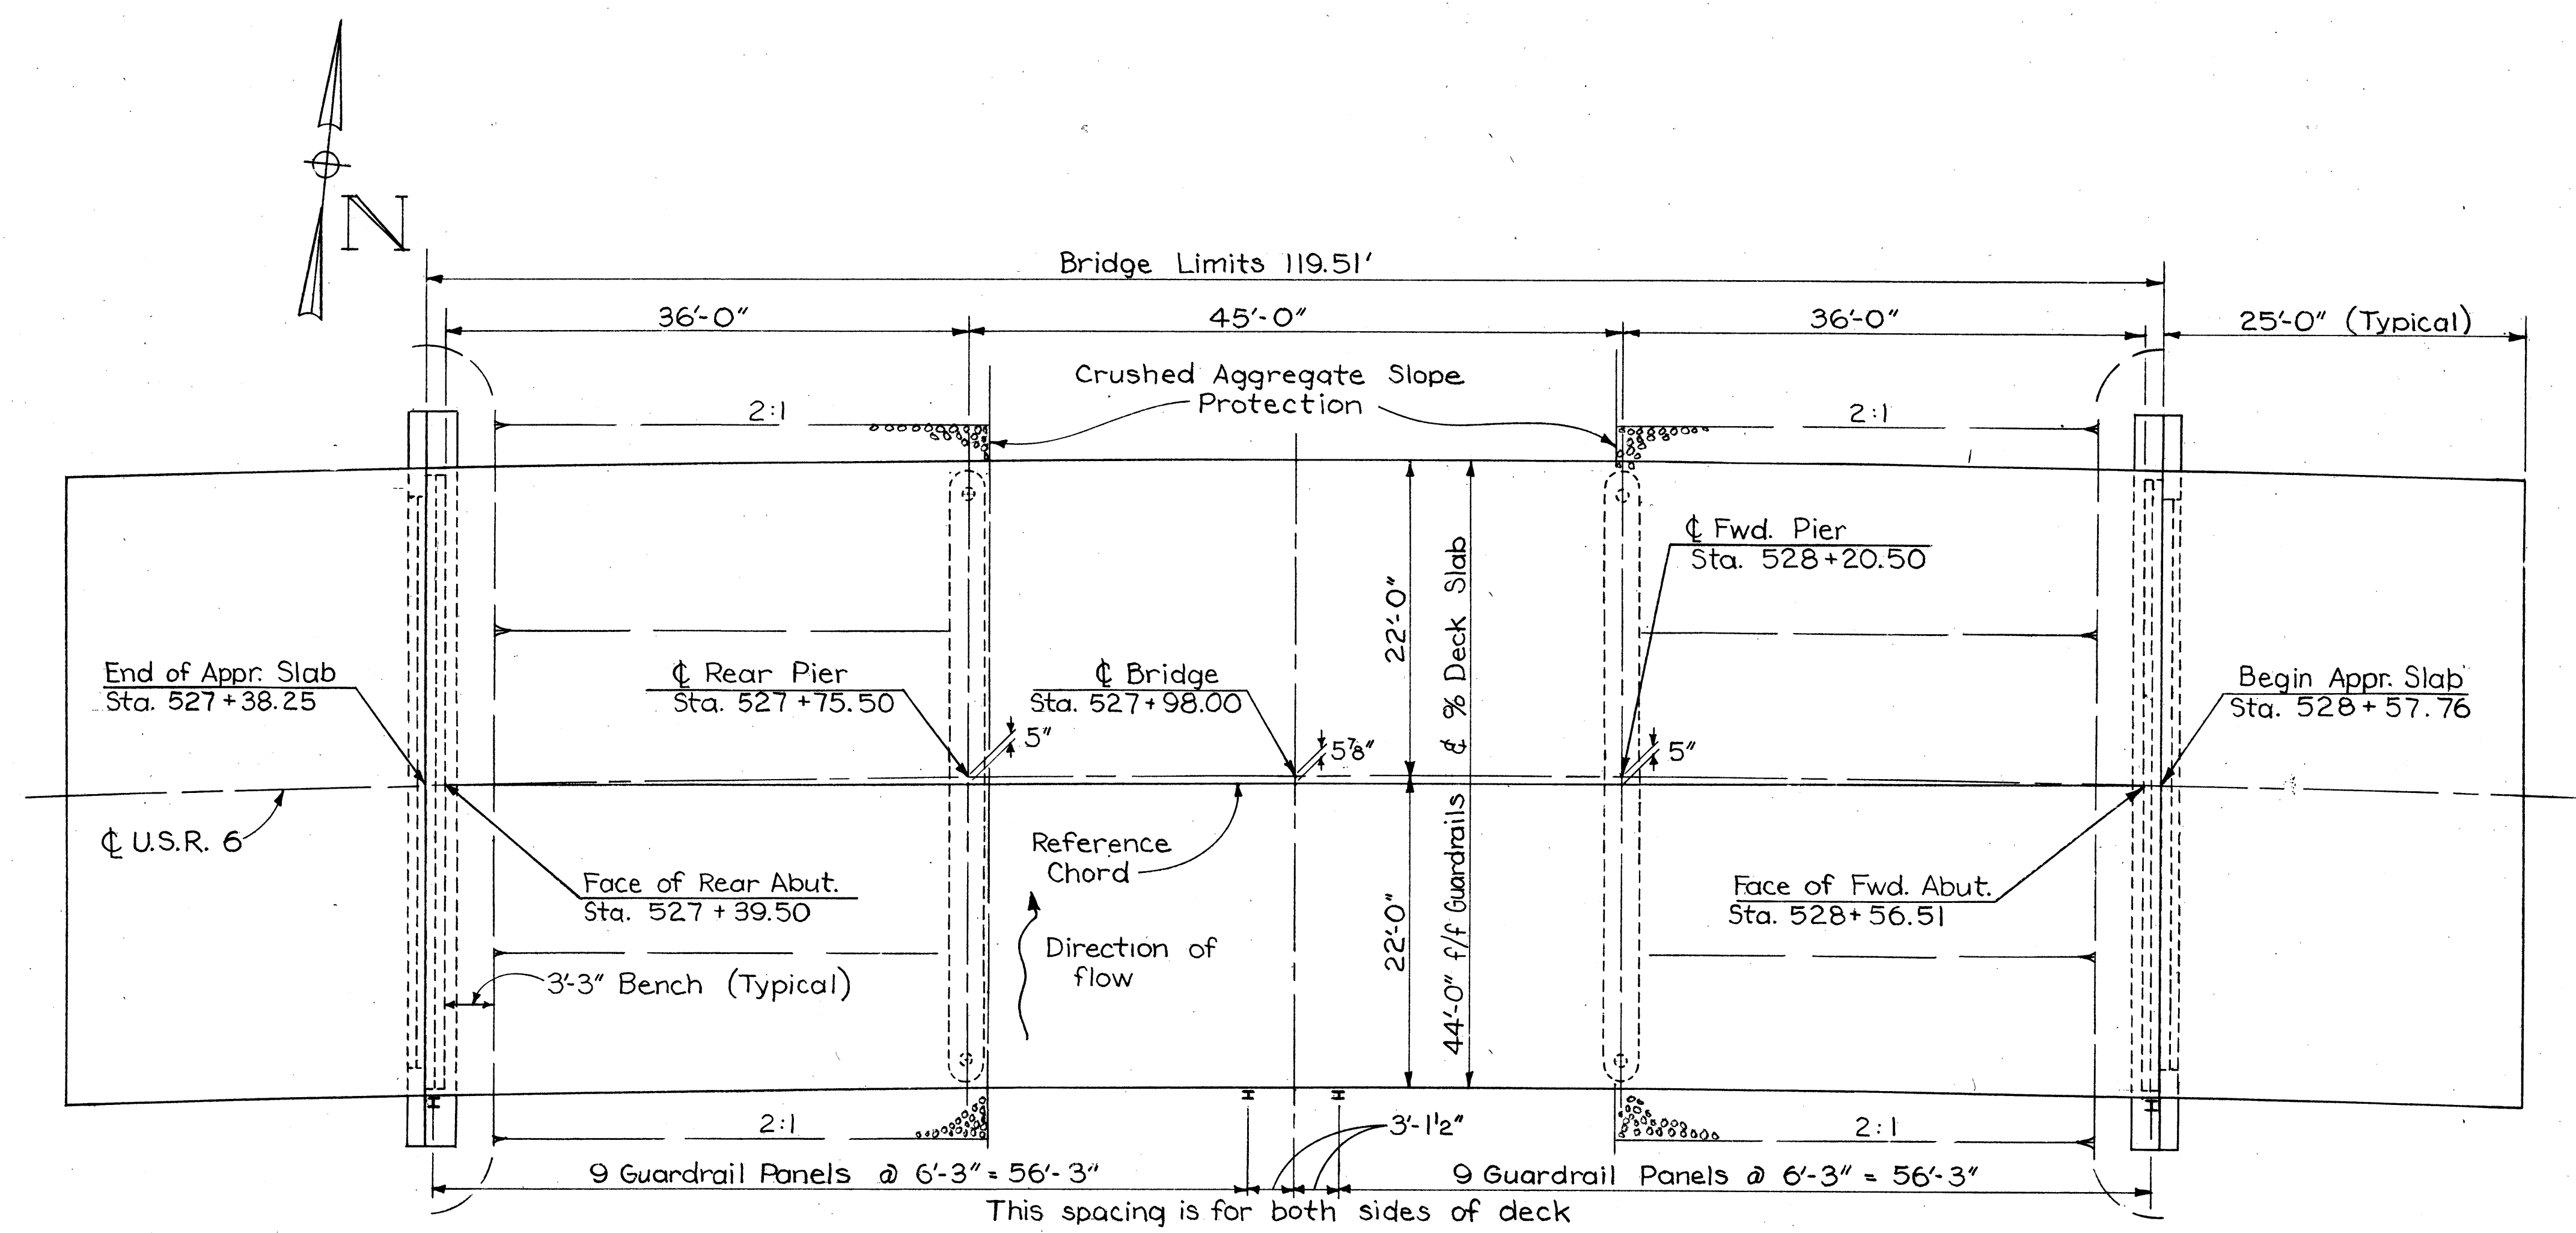 N
Bridge Limits 119.51'
36'-0"
45'-0"
36'-0"
25'-0" (Typical)
Crushed Aggregate Slope
Protection
2:1
2:1
℄ Fwd. Pier
Sta. 528+20.50
22'-0"
44'-0" f/f Guardrails & % Deck Slab
End of Appr. Slab
Sta. 527+38.25
℄ Rear Pier
Sta. 527+75.50
℄ Bridge
Sta. 527+98.00
Begin Appr. Slab
Sta. 528+57.76
5"
5⅞"
5"
℄ U.S.R. 6
Reference
Chord
Face of Rear Abut.
Sta. 527+39.50
Face of Fwd. Abut.
Sta. 528+56.51
22'-0"
Direction of
flow
3'-3" Bench (Typical)
2:1
3'-1½"
2:1
9 Guardrail Panels @ 6'-3" = 56'-3"
9 Guardrail Panels @ 6'-3" = 56'-3"
This spacing is for both sides of deck